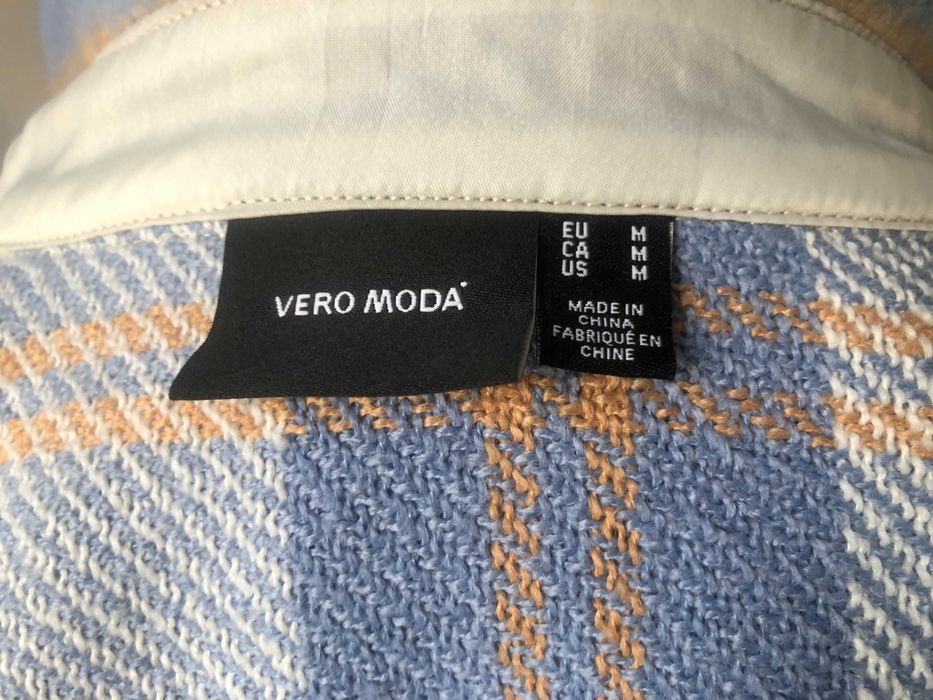 VERO MODA
EU M
CA M
US M
MADE IN
CHINA
FABRIQUÉ EN
CHINE